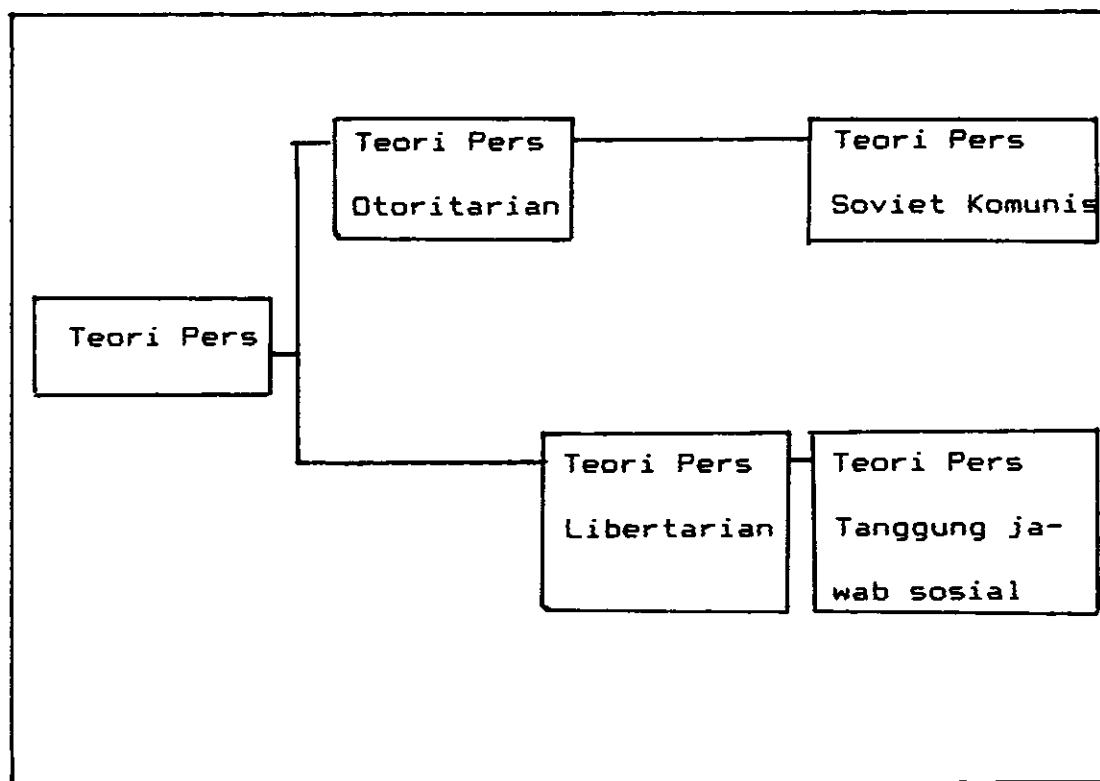 Teori Pers
Otoritarian
Teori Pers
Soviet Komunis
Teori Pers
Teori Pers
Libertarian
Teori Pers
Tanggung ja-
wab sosial